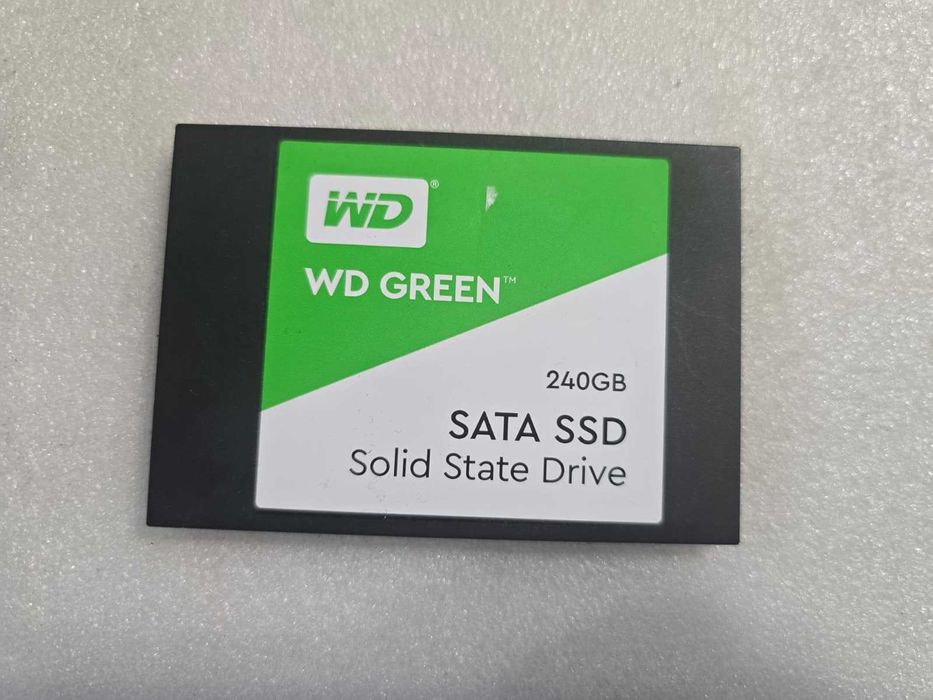 WD®
WD GREEN™
240GB
SATA SSD
Solid State Drive